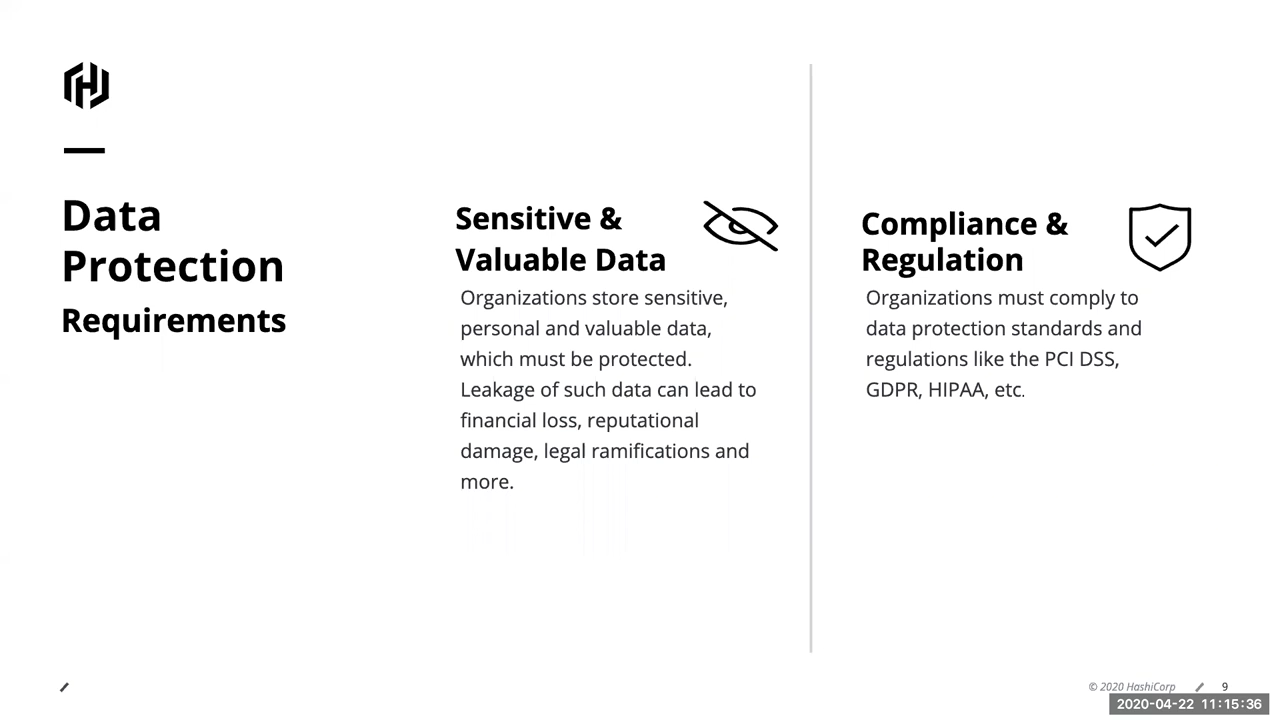 Data
Protection
Requirements
Sensitive &
Valuable Data
Organizations store sensitive,
personal and valuable data,
which must be protected.
Leakage of such data can lead to
financial loss, reputational
damage, legal ramifications and
more.
Compliance &
Regulation
Organizations must comply to
data protection standards and
regulations like the PCI DSS,
GDPR, HIPAA, etc.
© 2020 HashiCorp
9
2020-04-22 11:15:36